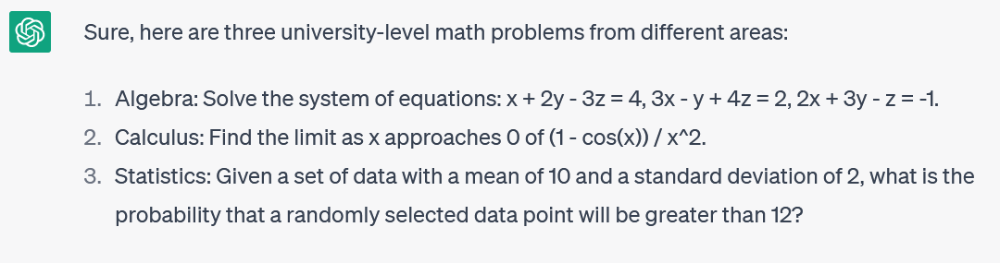 Sure, here are three university-level math problems from different areas:
1. Algebra: Solve the system of equations: x + 2y - 3z = 4, 3x - y + 4z = 2, 2x + 3y - z = -1.
2. Calculus: Find the limit as x approaches 0 of (1 - cos(x)) / x^2.
3. Statistics: Given a set of data with a mean of 10 and a standard deviation of 2, what is the
probability that a randomly selected data point will be greater than 12?